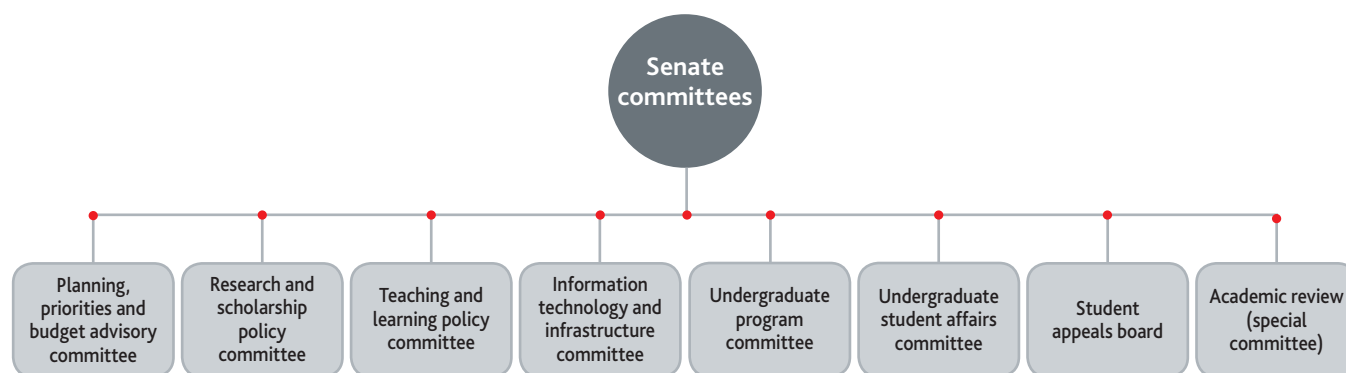 Senate
committees
Planning,
priorities and
budget advisory
committee
Research and
scholarship
policy
committee
Teaching and
learning policy
committee
Information
technology and
infrastructure
committee
Undergraduate
program
committee
Undergraduate
student affairs
committee
Student
appeals board
Academic review
(special
committee)